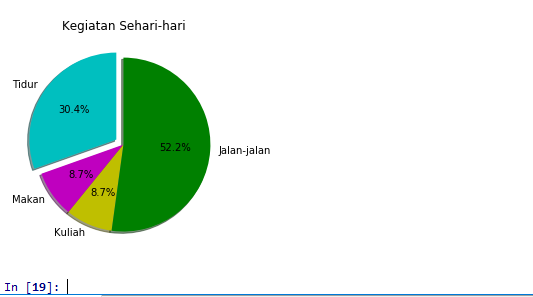 Kegiatan Sehari-hari
Tidur
30.4%
52.2%
Jalan-jalan
8.7%
8.7%
Makan
Kuliah
In [19]: